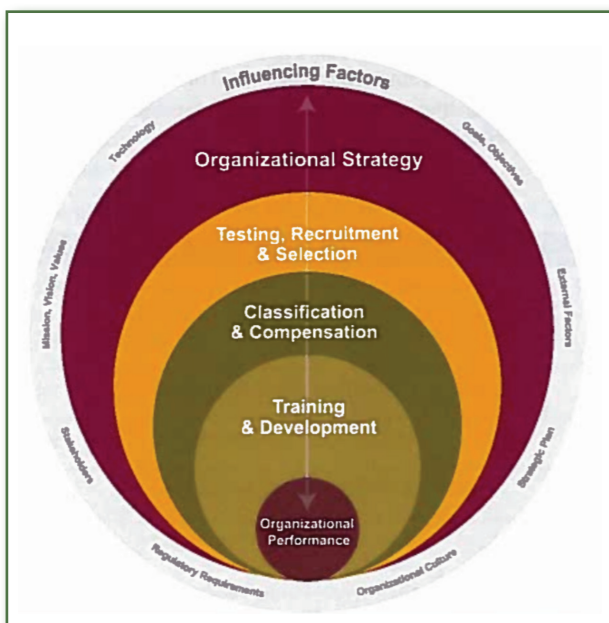 Influencing Factors
Technology
Goals, Objectives
Organizational Strategy
Testing, Recruitment
& Selection
Mission, Vision, Values
External Factors
Classification
& Compensation
Training
& Development
Stakeholders
Strategic Plan
Organizational
Performance
Regulatory Requirements
Organizational Culture